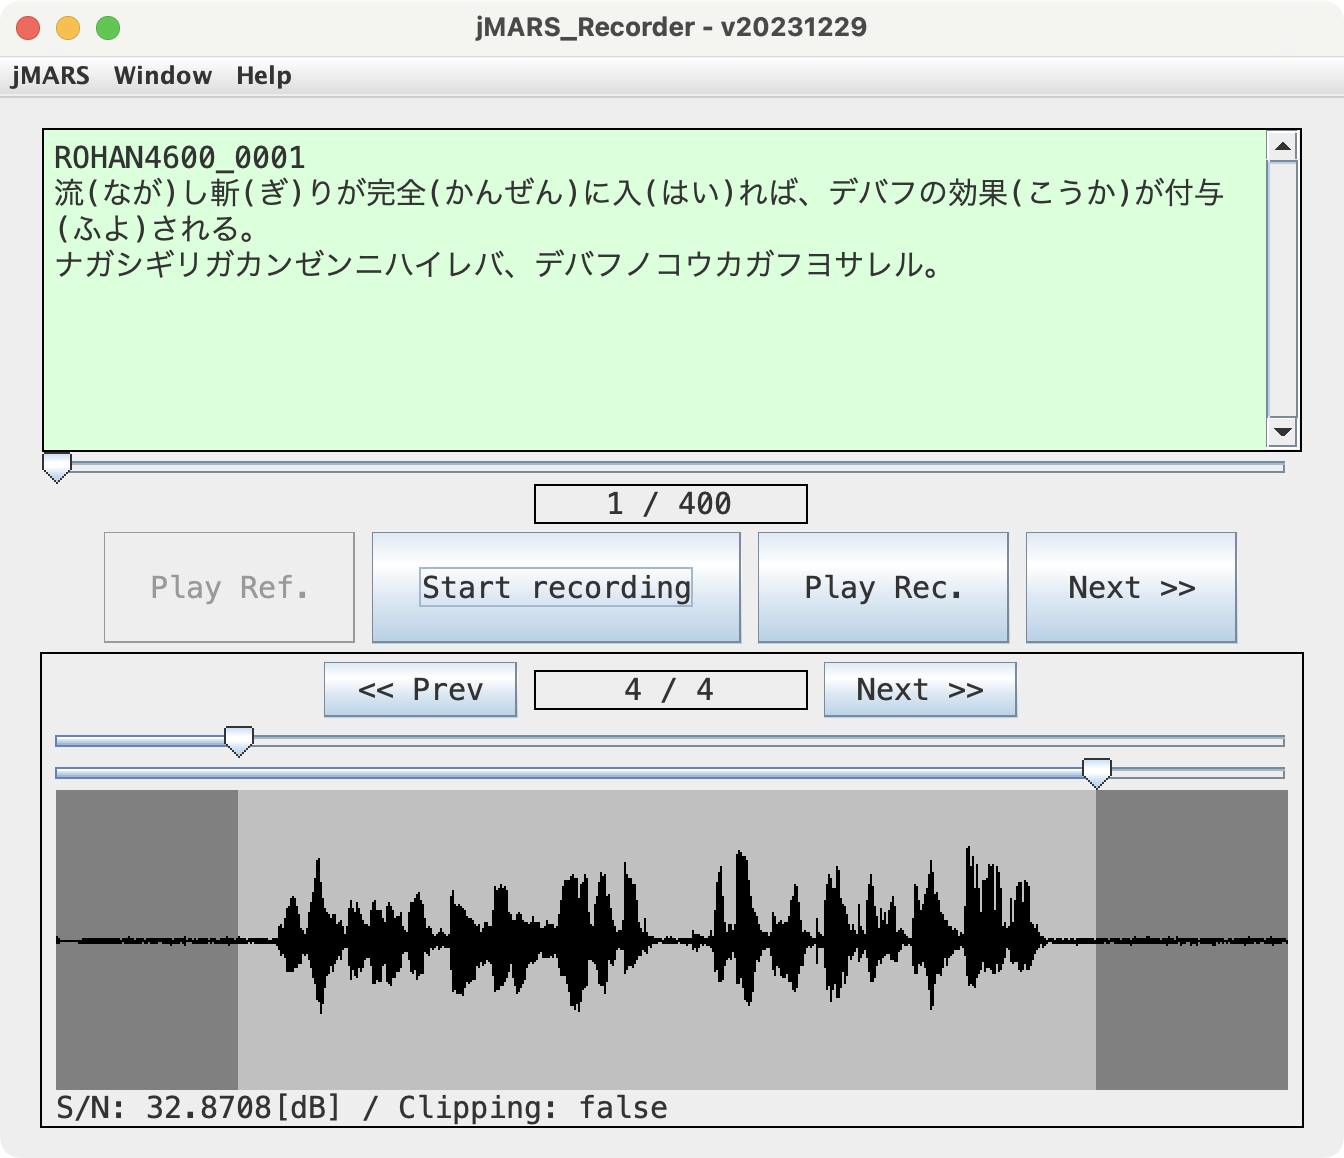 jMARS_Recorder - v20231229
jMARS Window Help
ROHAN4600_0001
流(なが)し斬(ぎ)りが完全(かんぜん)に入(はい)れば、デバフの効果(こうか)が付与
(ふよ)される。
ナガシギリガカンゼンニハイレバ、デバフノコウカガフヨサレル。
1 / 400
Play Ref. Start recording Play Rec. Next >>
<< Prev 4 / 4 Next >>
S/N: 32.8708[dB] / Clipping: false